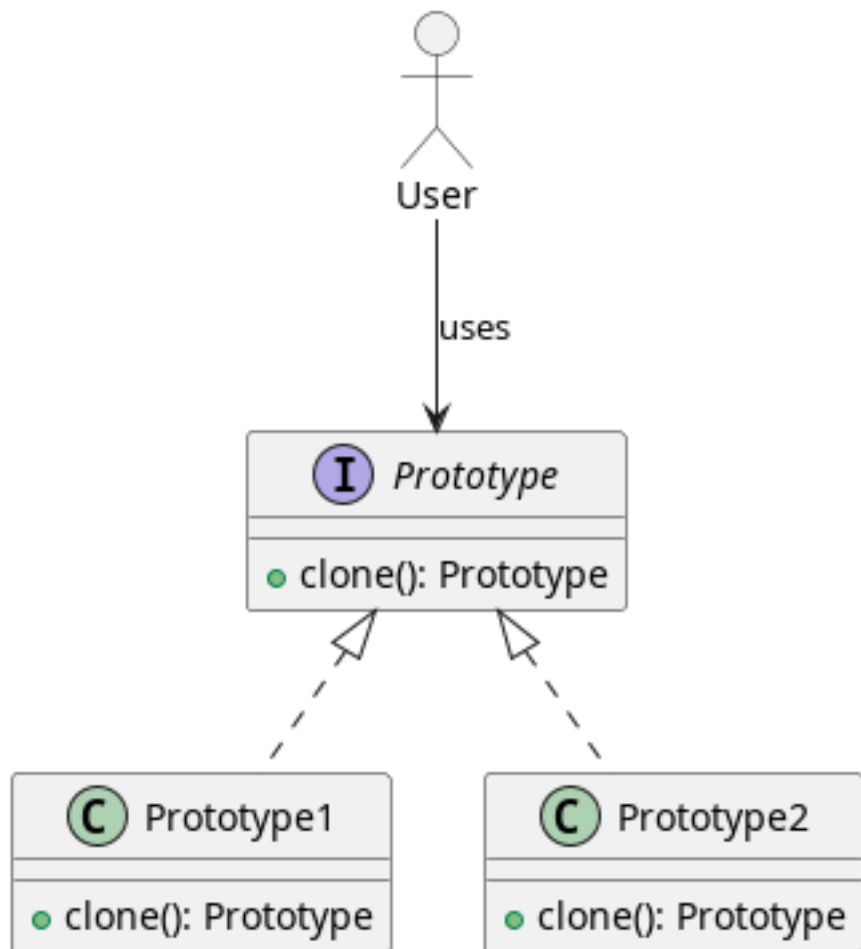 User
uses
I Prototype
clone(): Prototype
C Prototype1
C Prototype2
clone(): Prototype
clone(): Prototype